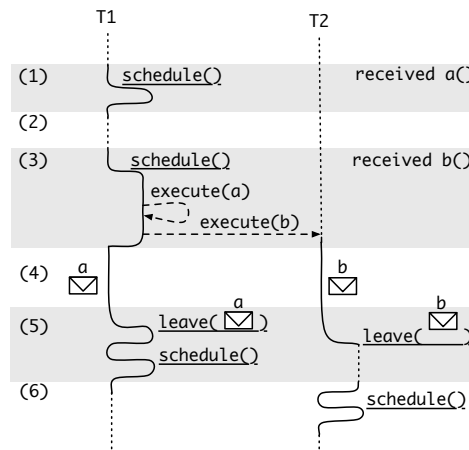 T1 T2
(1) schedule() received a()
(2)
(3) schedule() received b()
execute(a)
execute(b)
(4) a b
(5) leave( a ) leave( b )
schedule()
(6) schedule()